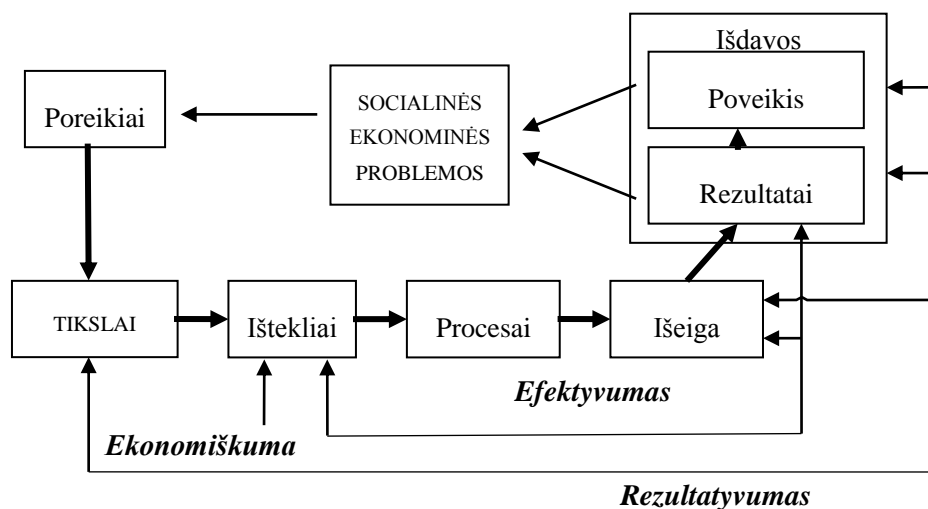 Išdavos
Poveikis
Poreikiai
SOCIALINĖS
EKONOMINĖS
PROBLEMOS
Rezultatai
TIKSLAI
Ištekliai
Procesai
Išeiga
Efektyvumas
Ekonomiškuma
Rezultatyvumas